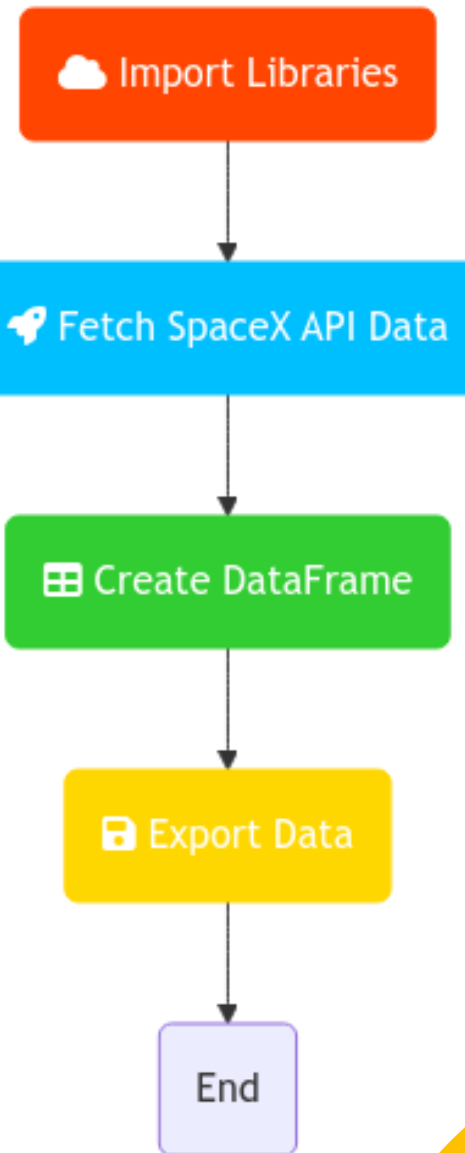 Import Libraries
Fetch SpaceX API Data
Create DataFrame
Export Data
End